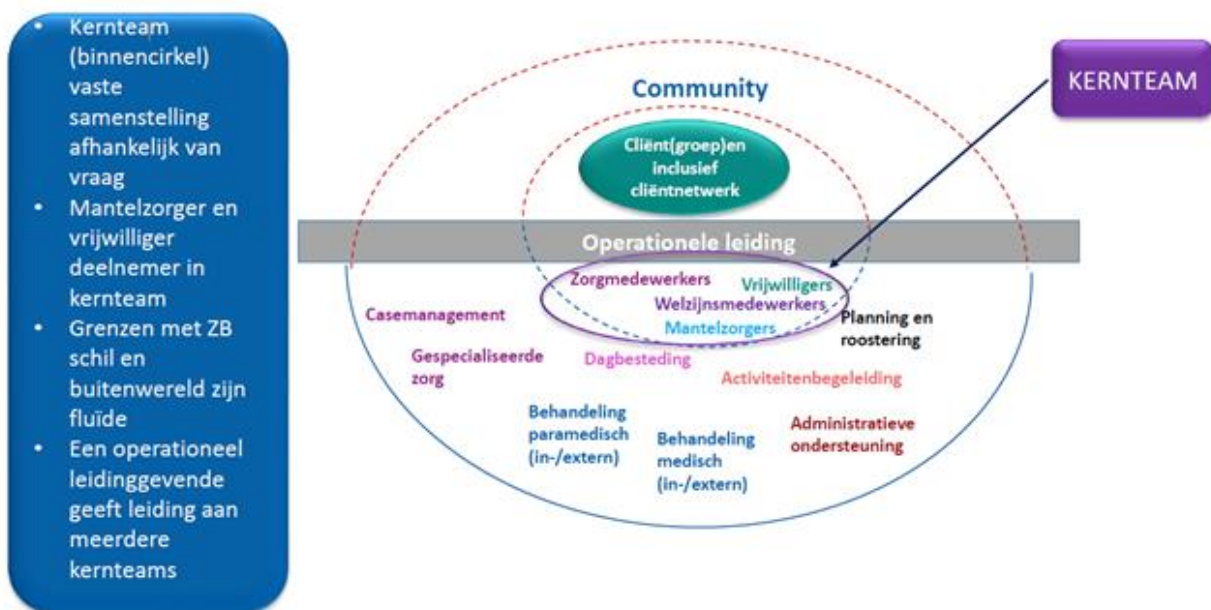 • Kernteam
(binnencirkel)
vaste
samenstelling
afhankelijk van
vraag
• Mantelzorger en
vrijwilliger
deelnemer in
kernteam
• Grenzen met ZB
schil en
buitenwereld zijn
fluïde
• Een operationeel
leidinggevende
geeft leiding aan
meerdere
kernteams
KERNTEAM
Community
Cliënt(groep)en
inclusief
cliëntnetwerk
Operationele leiding
Zorgmedewerkers
Vrijwilligers
Welzijnsmedewerkers
Mantelzorgers
Casemanagement
Planning en
roostering
Gespecialiseerde
zorg
Dagbesteding
Activiteitenbegeleiding
Behandeling
paramedisch
(in-/extern)
Behandeling
medisch
(in-/extern)
Administratieve
ondersteuning